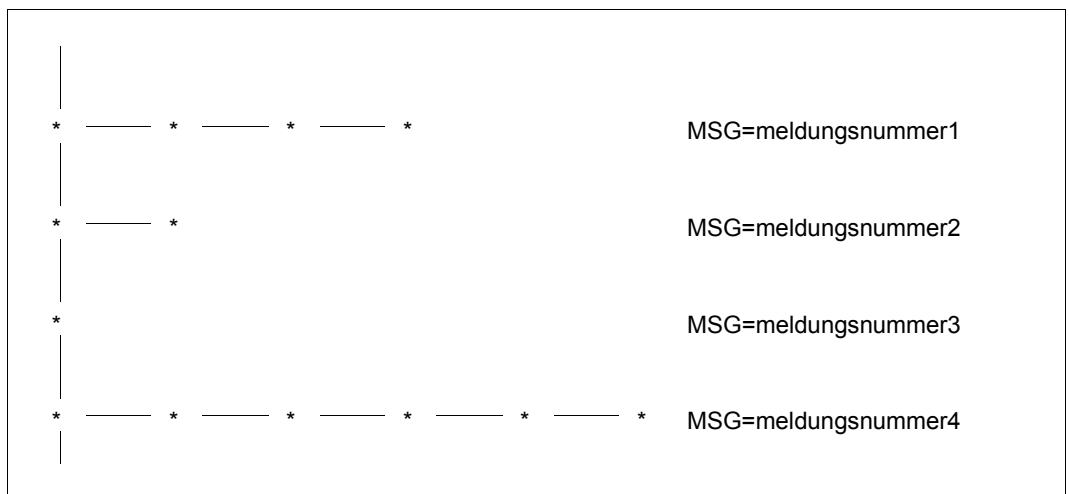 * * * * MSG=meldungsnummer1
* * MSG=meldungsnummer2
* MSG=meldungsnummer3
* * * * * * MSG=meldungsnummer4